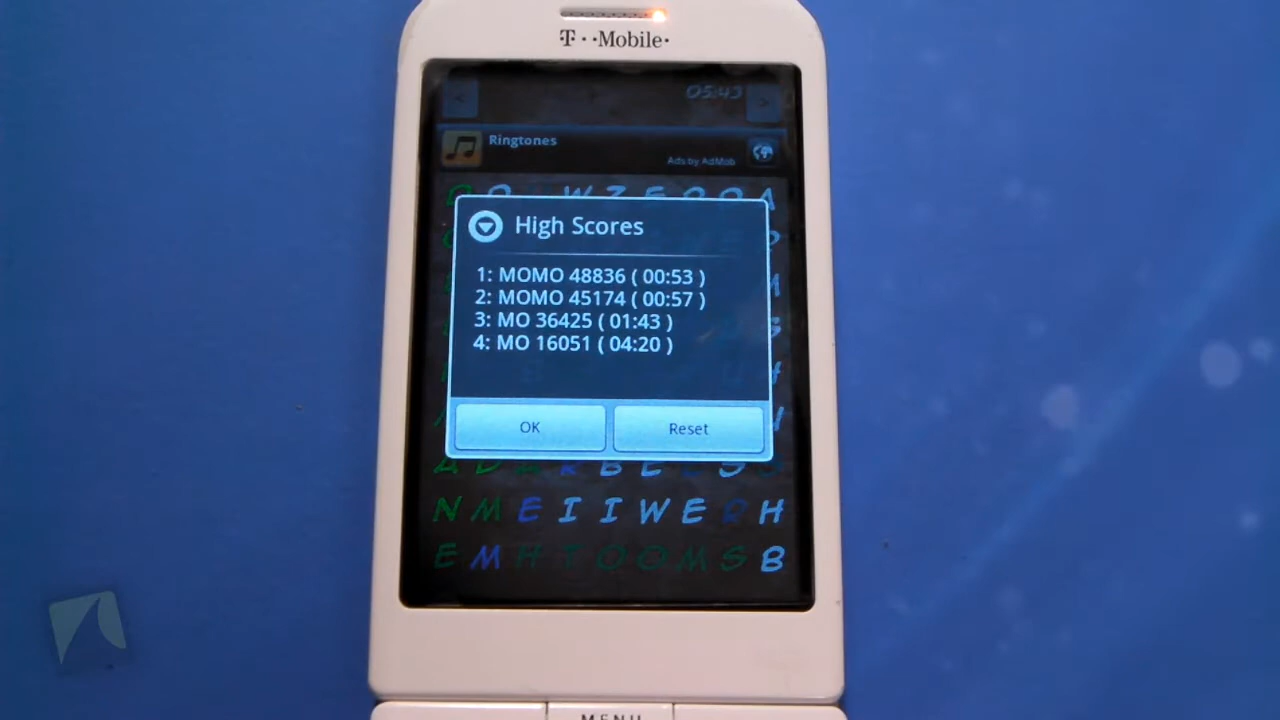 T··Mobile·
<
05:43
>
Ringtones
Ads by AdMob
W Z E A
High Scores
1: MOMO 48836 ( 00:53 )
2: MOMO 45174 ( 00:57 )
3: MO 36425 ( 01:43 )
4: MO 16051 ( 04:20 )
OK Reset
N M E I I W E R H
E M H T O O M S B
MENU